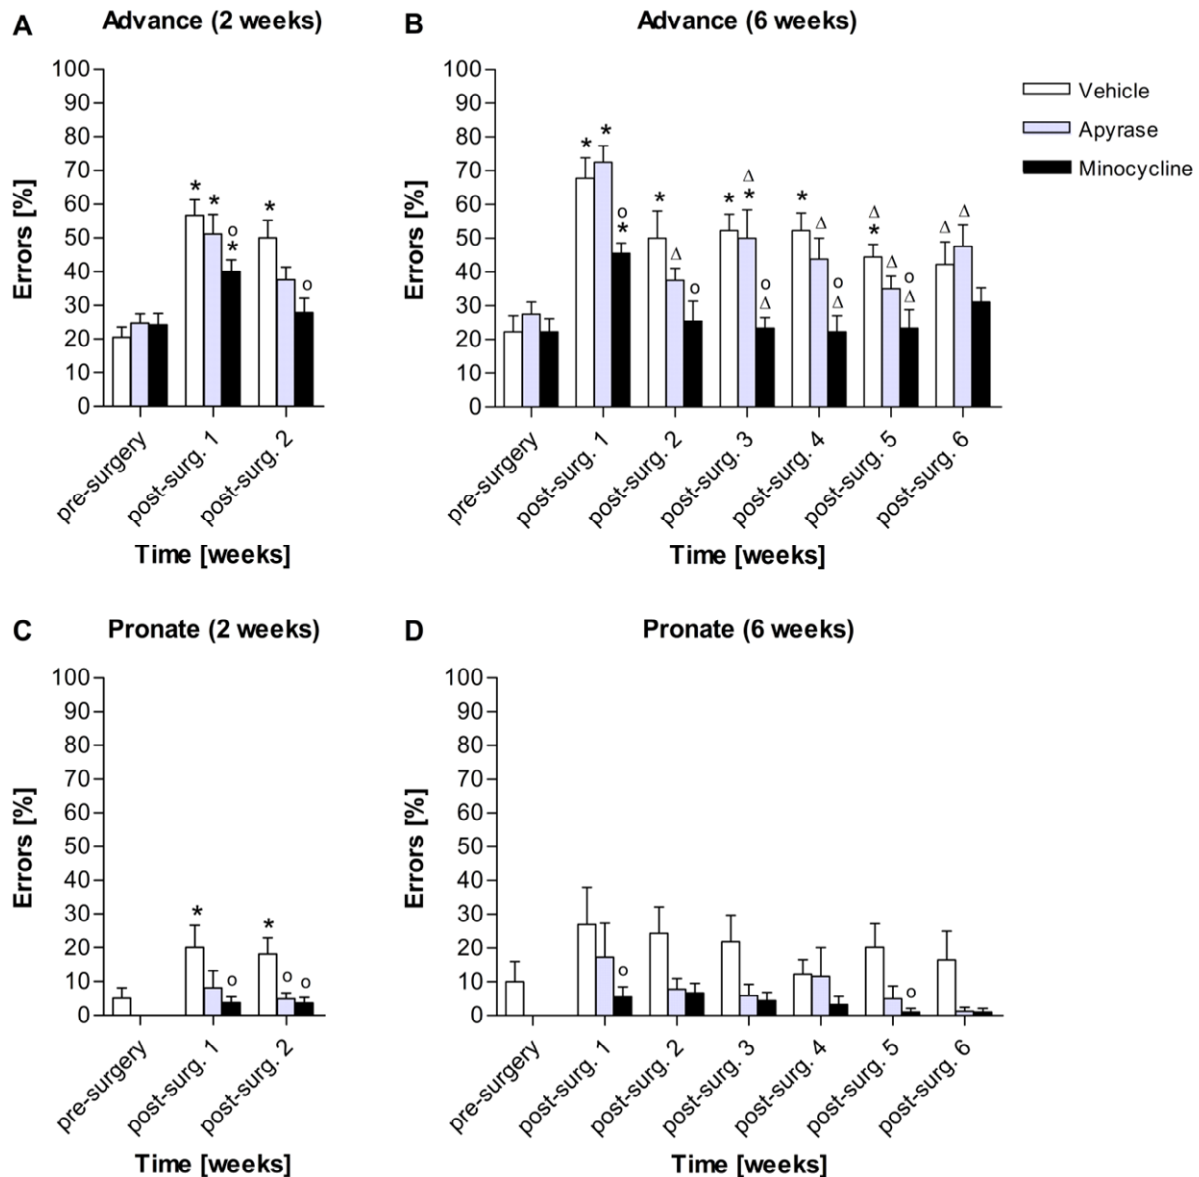 A Advance (2 weeks)
100
90
80
70
60
50
40
30
20
10
0
Errors [%]
* * o * * o
pre-surgery
post-surg. 1
post-surg. 2
Time [weeks]
B Advance (6 weeks)
100
90
80
70
60
50
40
30
20
10
0
Errors [%]
* * o * * Δ o * Δ * o Δ * Δ o Δ Δ * Δ o Δ Δ Δ
pre-surgery
post-surg. 1
post-surg. 2
post-surg. 3
post-surg. 4
post-surg. 5
post-surg. 6
Time [weeks]
Vehicle
Apyrase
Minocycline
C Pronate (2 weeks)
100
90
80
70
60
50
40
30
20
10
0
Errors [%]
* o * o o
pre-surgery
post-surg. 1
post-surg. 2
Time [weeks]
D Pronate (6 weeks)
100
90
80
70
60
50
40
30
20
10
0
Errors [%]
o o
pre-surgery
post-surg. 1
post-surg. 2
post-surg. 3
post-surg. 4
post-surg. 5
post-surg. 6
Time [weeks]